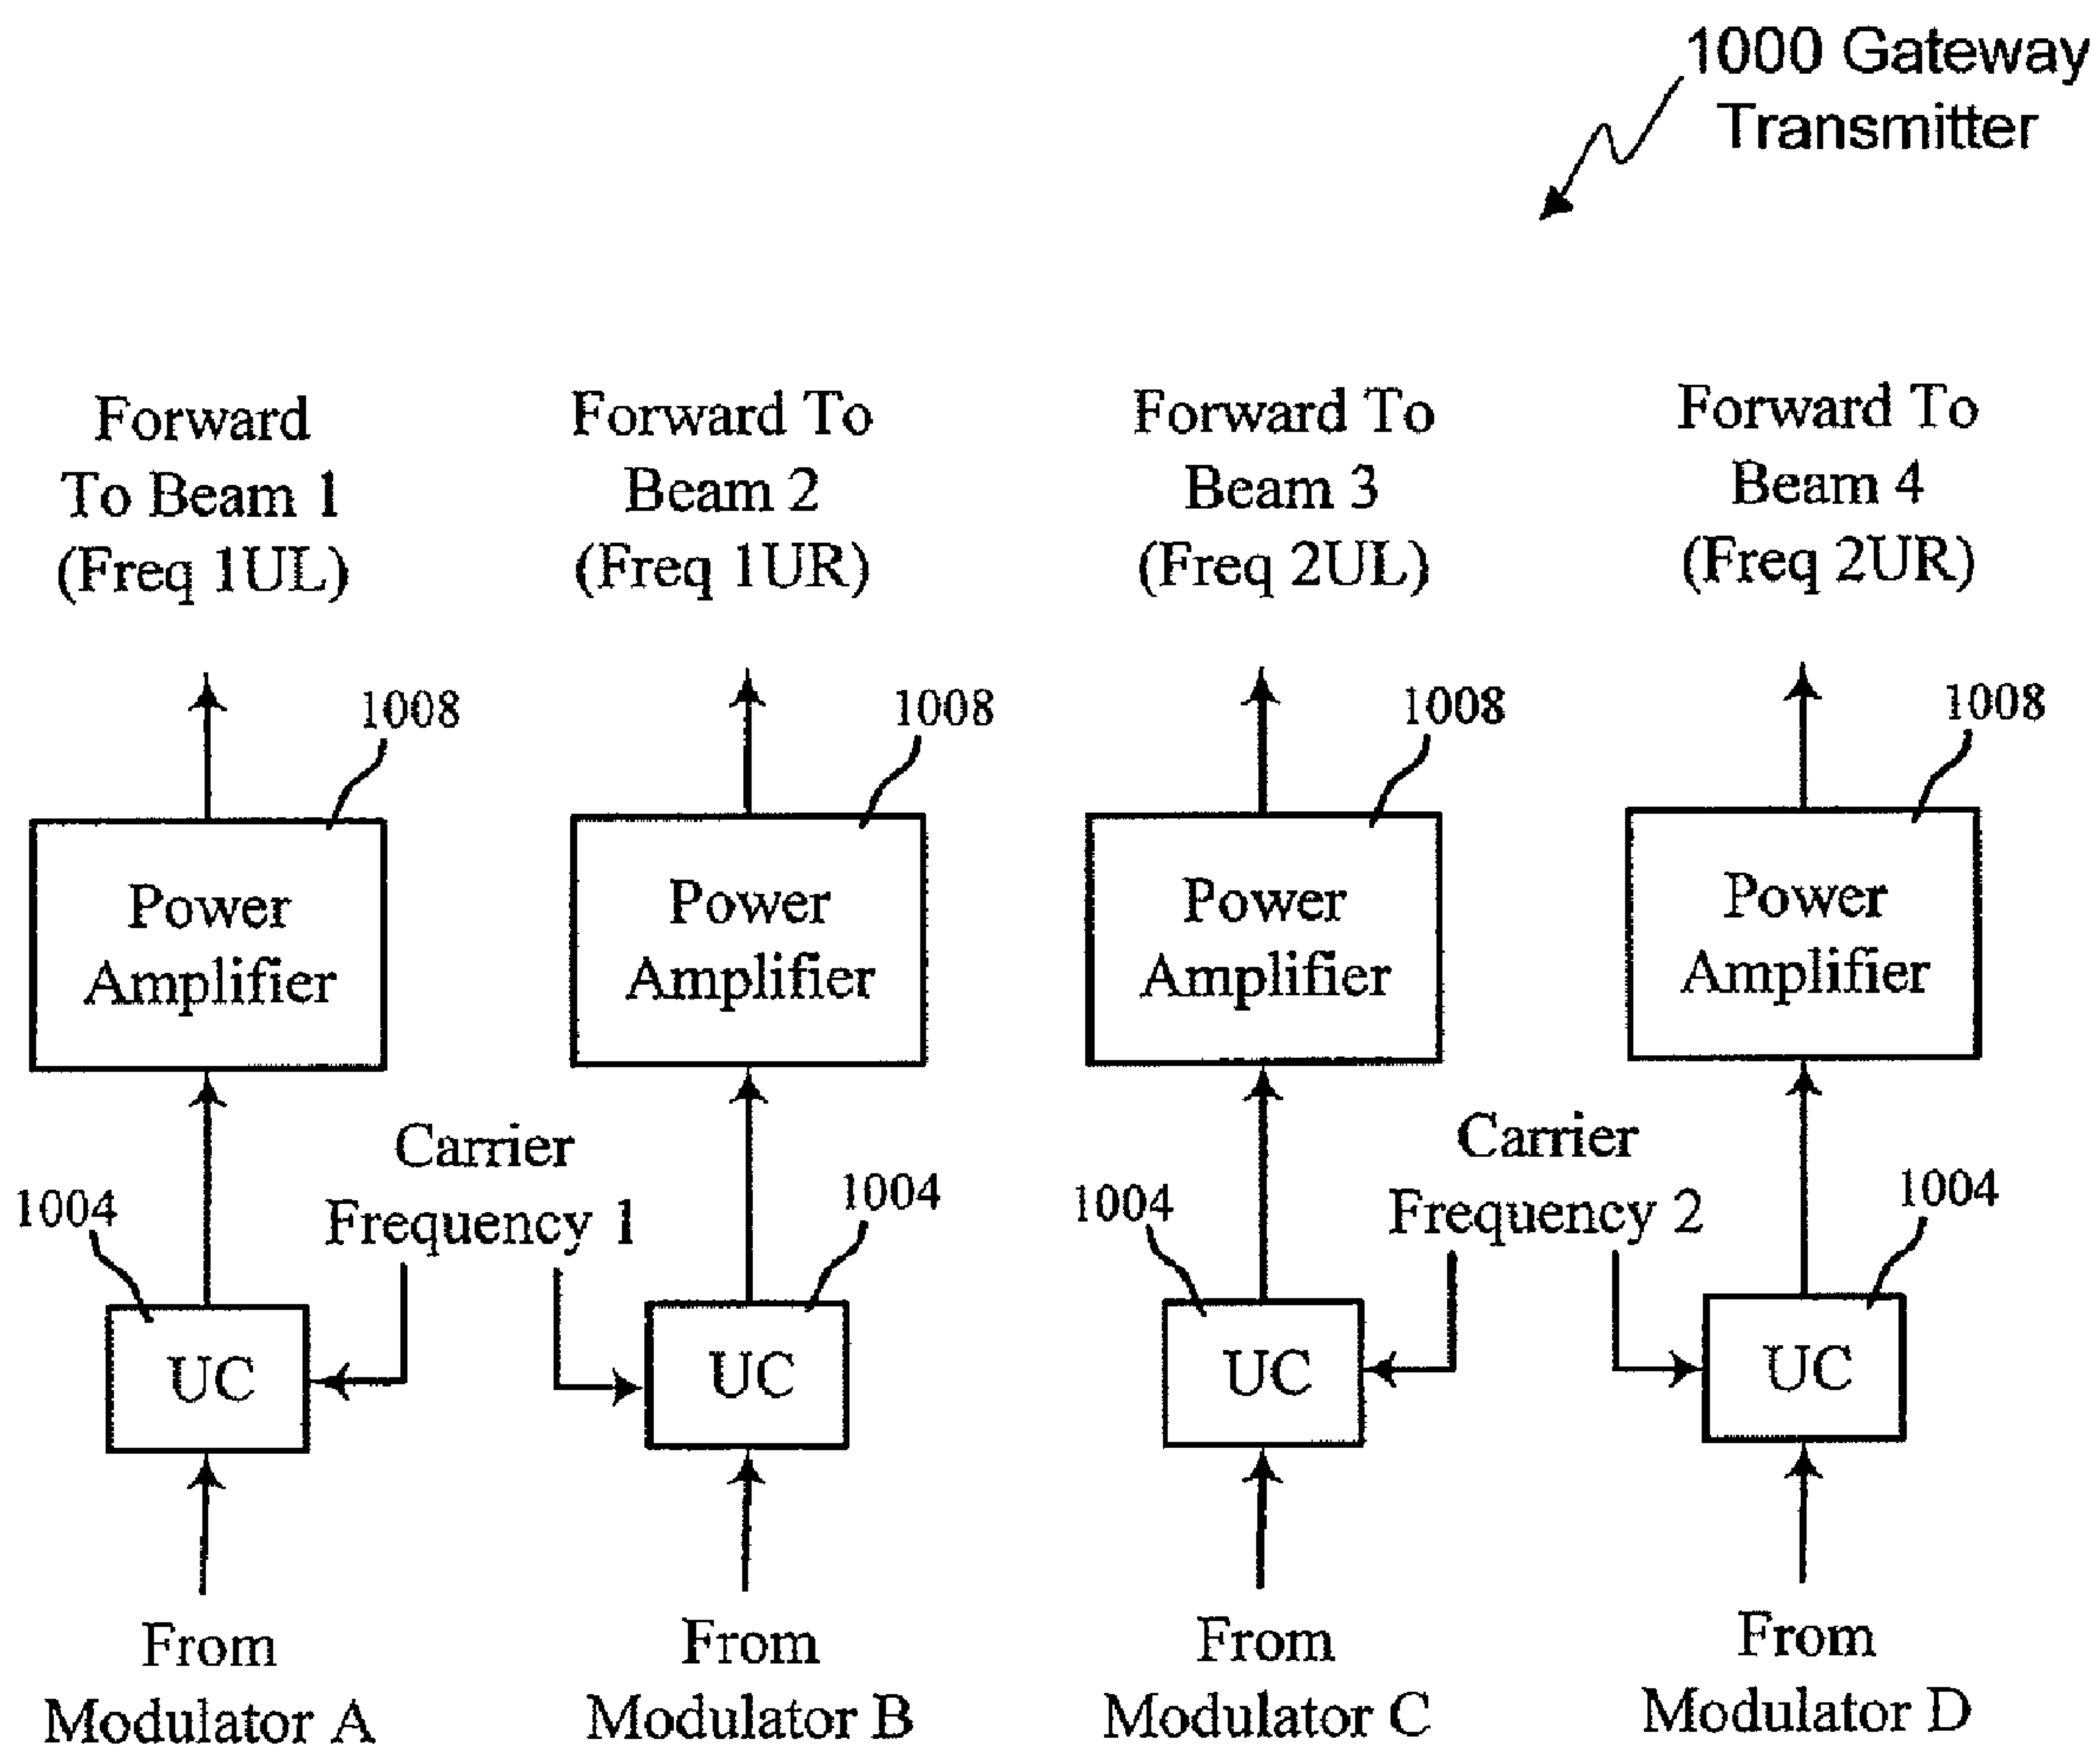 1000 Gateway
Transmitter
Forward
To Beam 1
(Freq 1UL)
Forward To
Beam 2
(Freq 1UR)
Forward To
Beam 3
(Freq 2UL)
Forward To
Beam 4
(Freq 2UR)
1008
1008
1008
1008
Power
Amplifier
Power
Amplifier
Power
Amplifier
Power
Amplifier
Carrier
Frequency 1
Carrier
Frequency 2
1004
1004
1004
1004
UC
UC
UC
UC
From
Modulator A
From
Modulator B
From
Modulator C
From
Modulator D